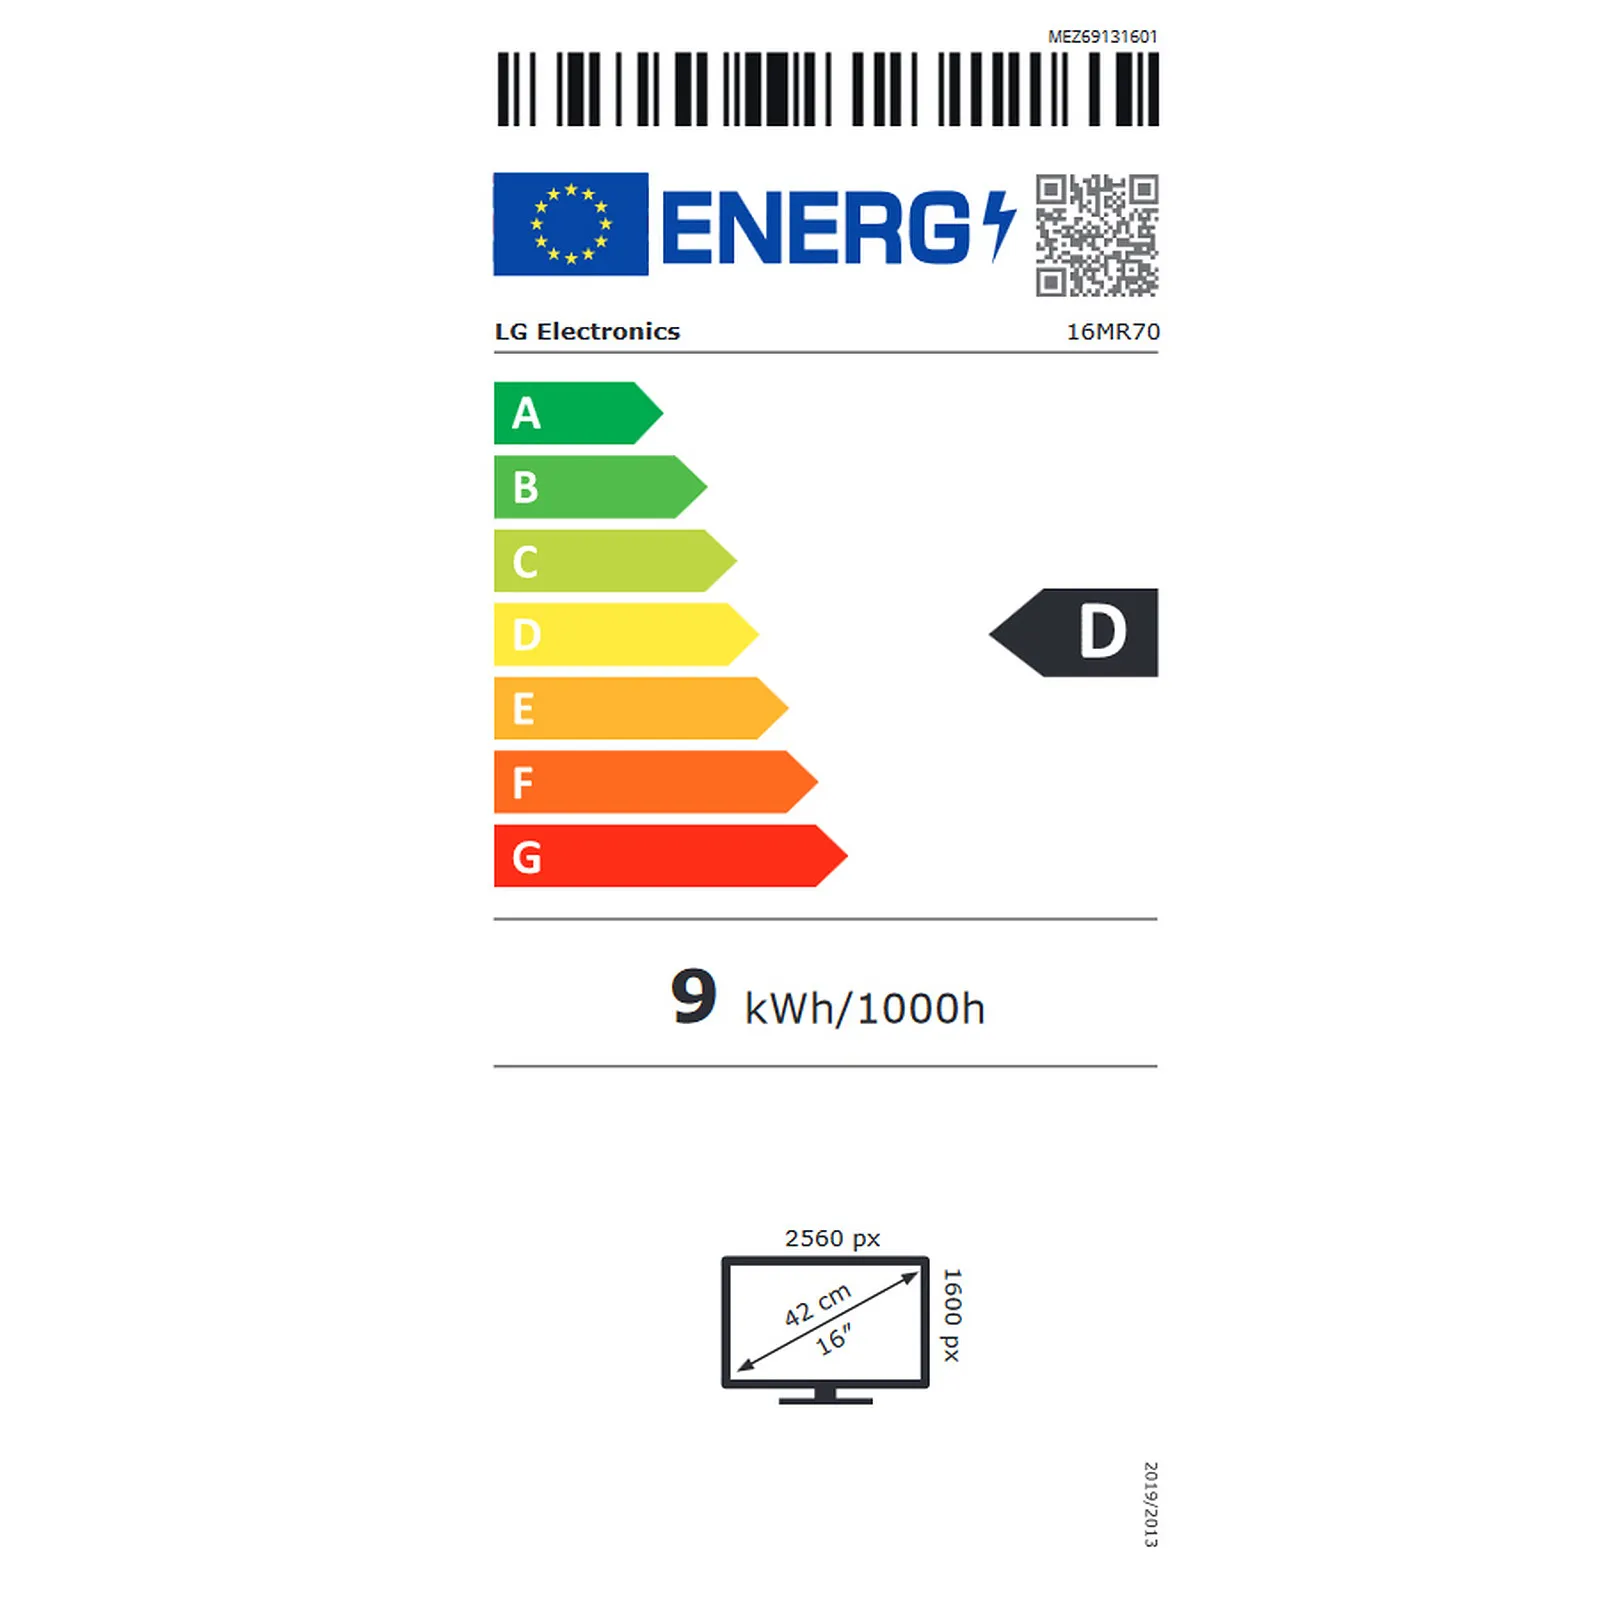 MEZ69131601
ENERG
LG Electronics 16MR70
A
B
C
D
D
E
F
G
9 kWh/1000h
2560 px
42 cm
16"
1600 px
2019/2013